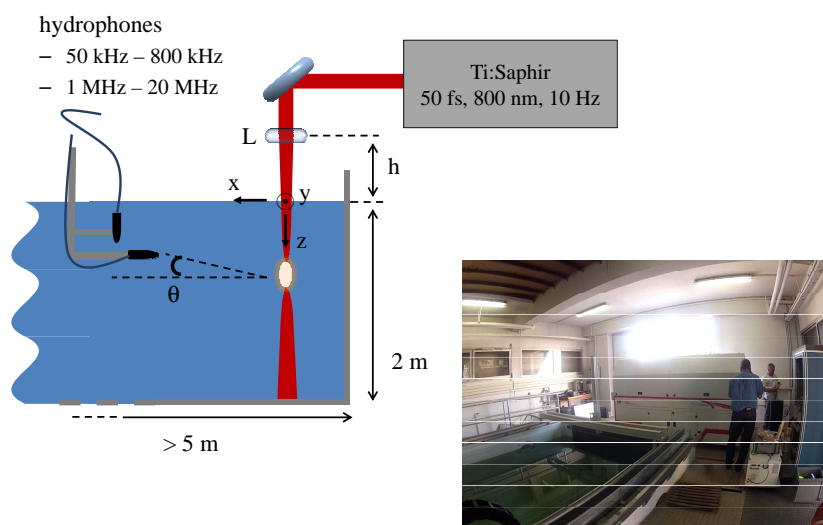 hydrophones
– 50 kHz – 800 kHz
– 1 MHz – 20 MHz
Ti:Saphir
50 fs, 800 nm, 10 Hz
L
h
x
y
z
θ
2 m
> 5 m